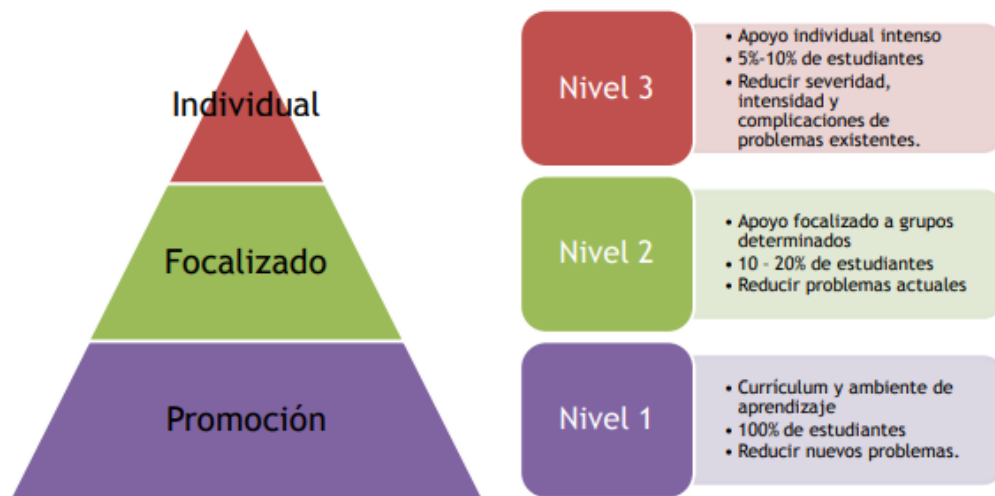 Individual
Focalizado
Promoción
Nivel 3
• Apoyo individual intenso
• 5%-10% de estudiantes
• Reducir severidad,
intensidad y
complicaciones de
problemas existentes.
Nivel 2
• Apoyo focalizado a grupos
determinados
• 10 - 20% de estudiantes
• Reducir problemas actuales
Nivel 1
• Currículum y ambiente de
aprendizaje
• 100% de estudiantes
• Reducir nuevos problemas.